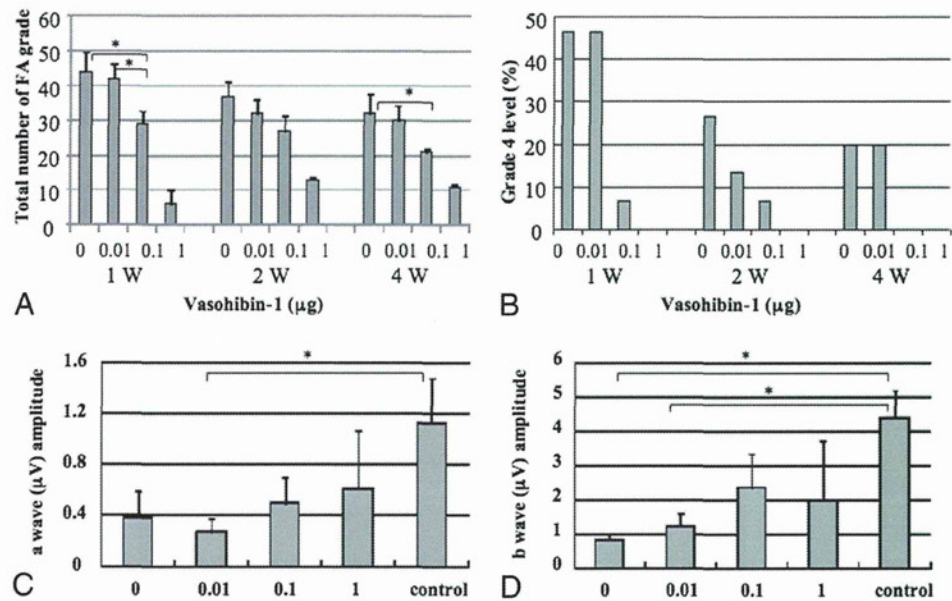 60
50
40
30
20
10
0
Total number of FA grade
*
*
*
0 0.01 0.1 1 0 0.01 0.1 1 0 0.01 0.1 1
1 W 2 W 4 W
Vasohibin-1 (μg)
A
50
40
30
20
10
0
Grade 4 level (%)
0 0.01 0.1 1 0 0.01 0.1 1 0 0.01 0.1 1
1 W 2 W 4 W
Vasohibin-1 (μg)
B
1.6
1.2
0.8
0.4
0
a wave (μV) amplitude
*
0 0.01 0.1 1 control
C
6
5
4
3
2
1
0
b wave (μV) amplitude
*
*
0 0.01 0.1 1 control
D